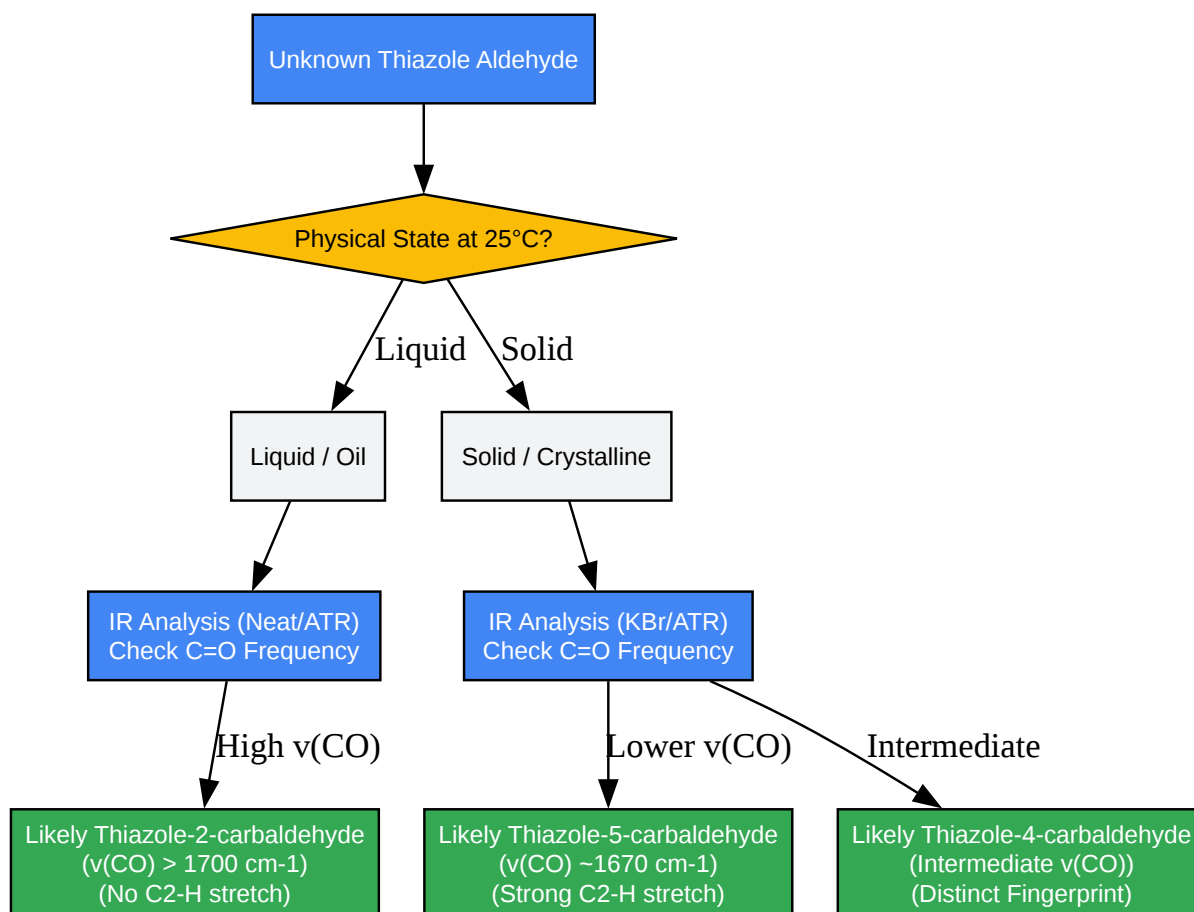 Unknown Thiazole Aldehyde
Physical State at 25°C?
Liquid
Solid
Liquid / Oil
Solid / Crystalline
IR Analysis (Neat/ATR)
Check C=O Frequency
IR Analysis (KBr/ATR)
Check C=O Frequency
High v(CO)
Lower v(CO)
Intermediate
Likely Thiazole-2-carbaldehyde
(v(CO) > 1700 cm-1)
(No C2-H stretch)
Likely Thiazole-5-carbaldehyde
(v(CO) ~1670 cm-1)
(Strong C2-H stretch)
Likely Thiazole-4-carbaldehyde
(Intermediate v(CO))
(Distinct Fingerprint)